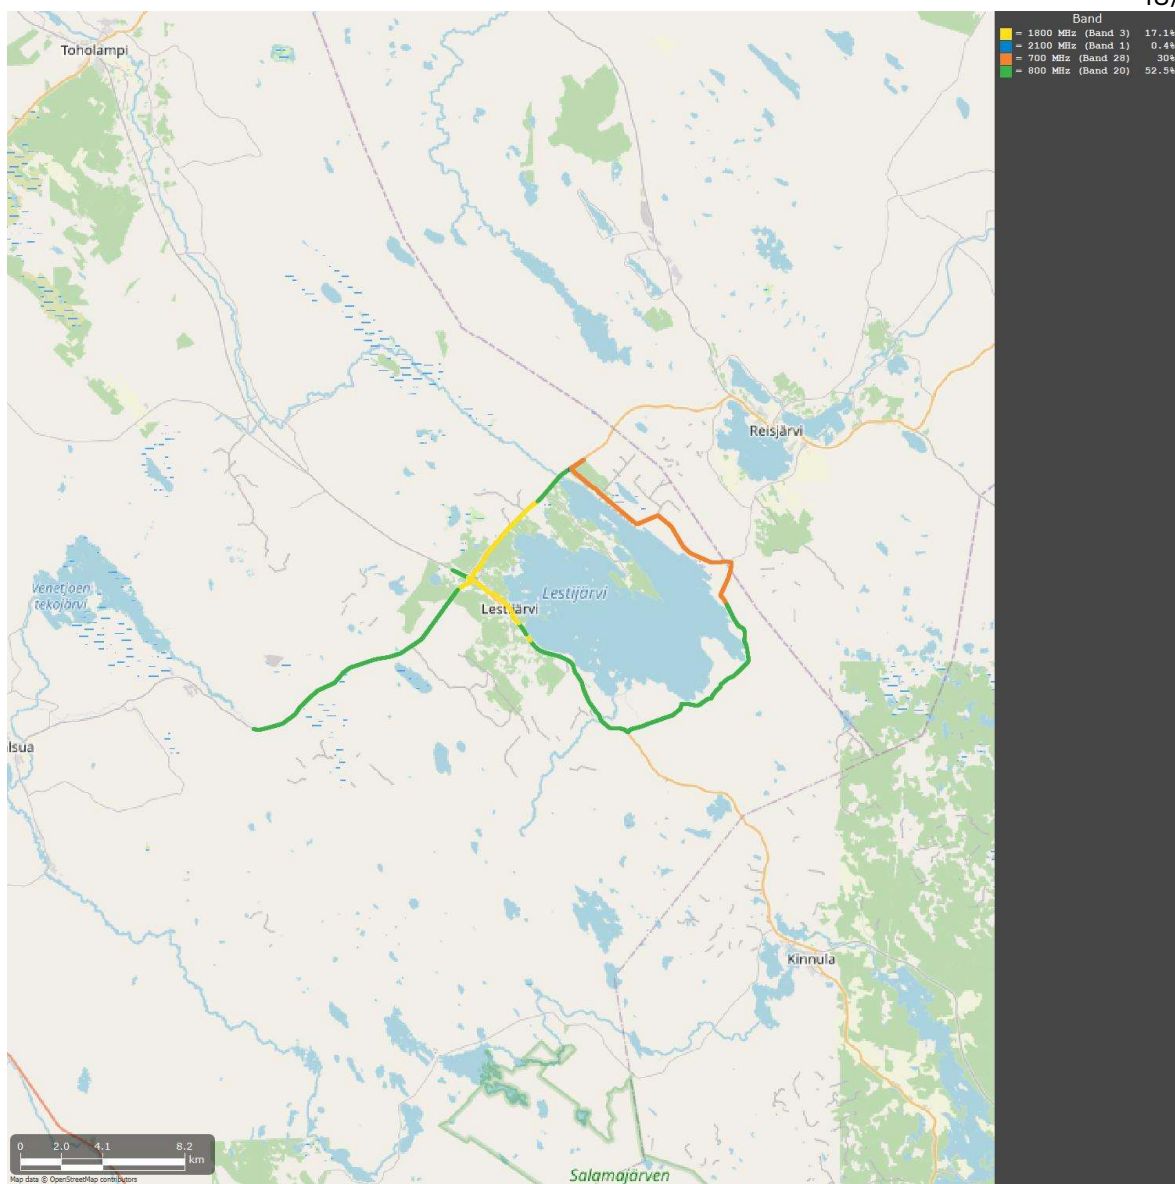 Band
= 1800 MHz (Band 3) 17.1%
= 2100 MHz (Band 1) 0.4%
= 700 MHz (Band 28) 30%
= 800 MHz (Band 20) 52.5%
Toholampi
Reisjärvi
Venetjoen
tekojärvi
Lestijärvi
Lestijärvi
lsua
Kinnula
0 2.0 4.1 8.2
km
Map data © OpenStreetMap contributors
Salamajärven